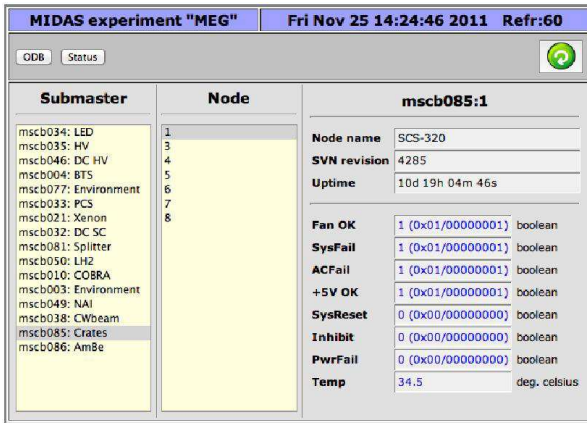 MIDAS experiment "MEG" Fri Nov 25 14:24:46 2011 Refr:60
ODB Status
Submaster
mscb034: LED
mscb035: HV
mscb046: DC HV
mscb004: BTS
mscb077: Environment
mscb033: PCS
mscb021: Xenon
mscb032: DC SC
mscb081: Splitter
mscb050: LH2
mscb010: COBRA
mscb003: Environment
mscb049: NAI
mscb038: CWbeam
mscb085: Crates
mscb086: AmBe
Node
1
3
4
5
6
7
8
mscb085:1
Node name SCS-320
SVN revision 4285
Uptime 10d 19h 04m 46s
Fan OK 1 (0x01/00000001) boolean
SysFail 1 (0x01/00000001) boolean
ACFail 1 (0x01/00000001) boolean
+5V OK 1 (0x01/00000001) boolean
SysReset 0 (0x00/00000000) boolean
Inhibit 0 (0x00/00000000) boolean
PwrFail 0 (0x00/00000000) boolean
Temp 34.5 deg. celsius